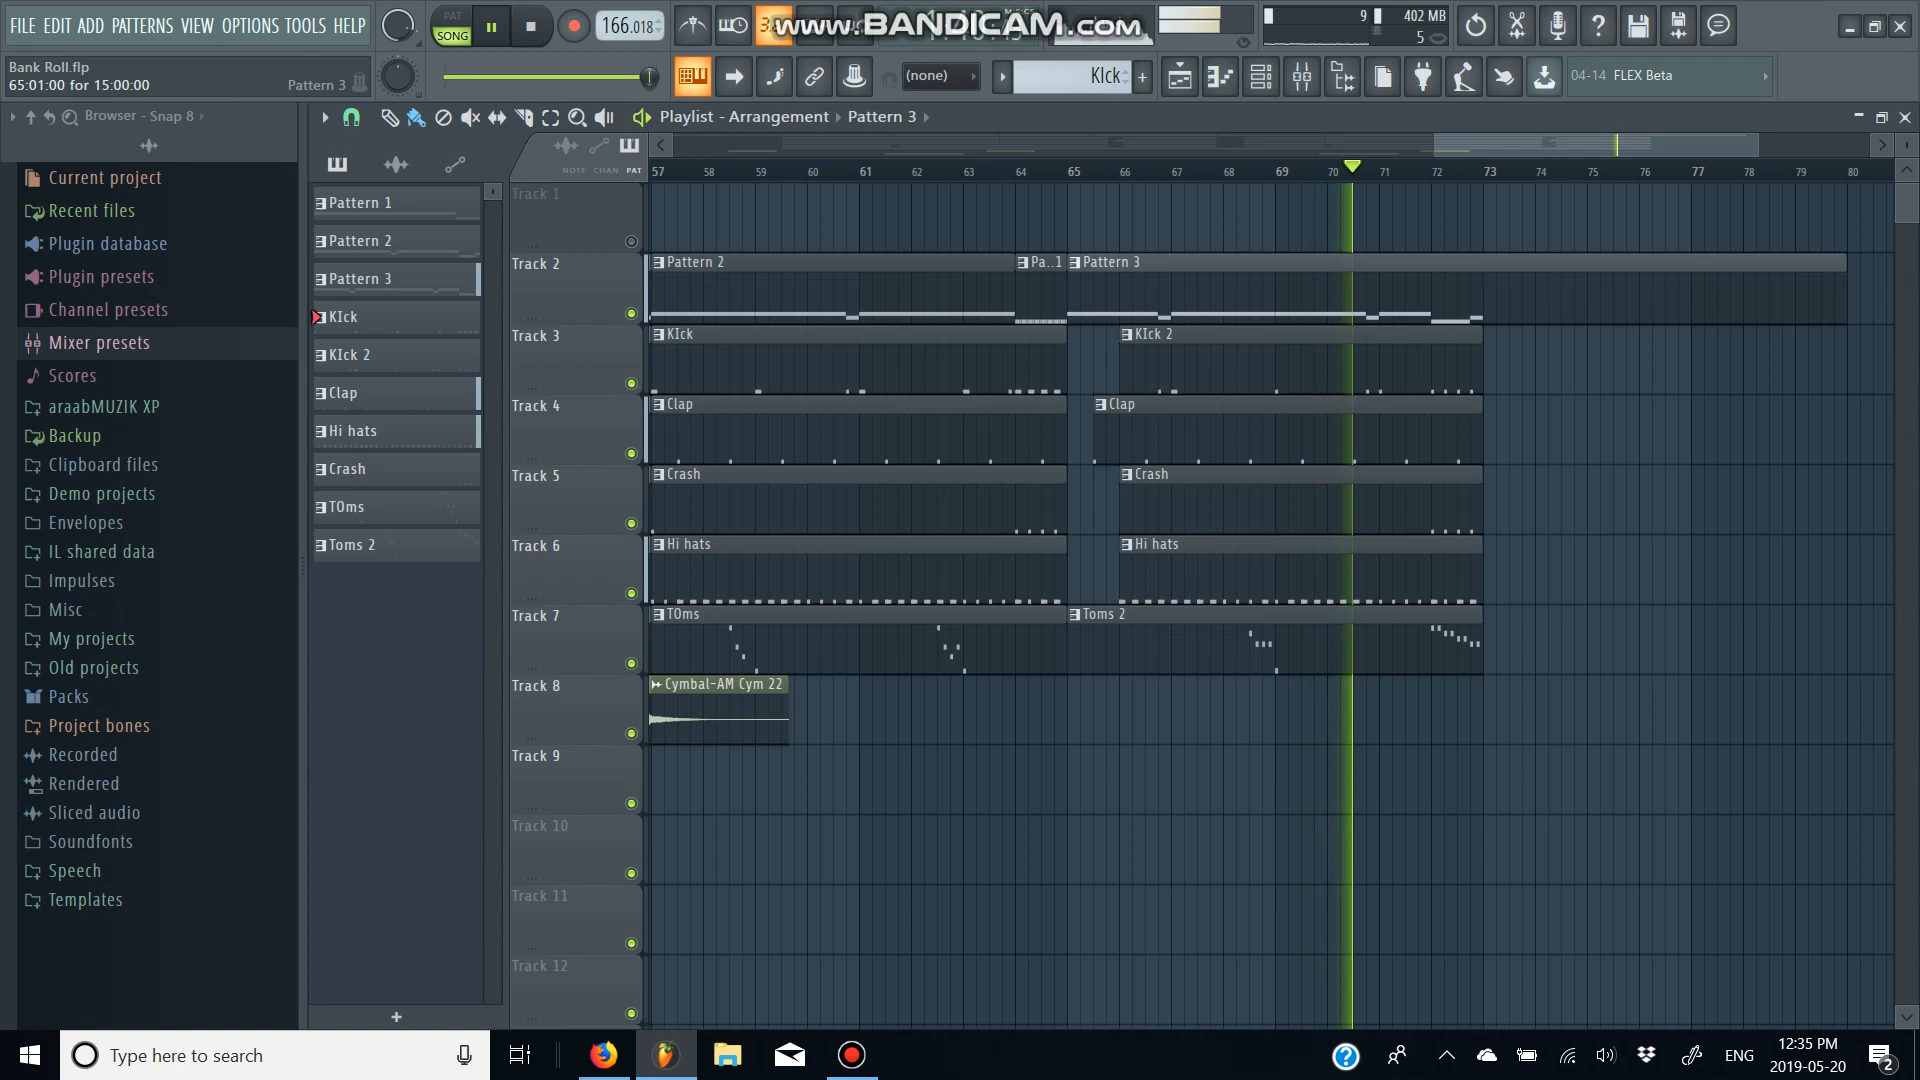 FILE EDIT ADD PATTERNS VIEW OPTIONS TOOLS HELP
PAT
SONG
166.018
www.BANDICAM.com
9
402 MB
5
Bank Roll.flp
65:01:00 for 15:00:00
Pattern 3
(none)
KIck
04-14 FLEX Beta
Browser - Snap 8
Playlist - Arrangement
Pattern 3
NOTE CHAN PAT
57 58 59 60 61 62 63 64 65 66 67 68 69 70 71 72 73 74 75 76 77 78 79 80
Current project
Recent files
Plugin database
Plugin presets
Channel presets
Mixer presets
Scores
araabMUZIK XP
Backup
Clipboard files
Demo projects
Envelopes
IL shared data
Impulses
Misc
My projects
Old projects
Packs
Project bones
Recorded
Rendered
Sliced audio
Soundfonts
Speech
Templates
Pattern 1
Pattern 2
Pattern 3
KIck
KIck 2
Clap
Hi hats
Crash
TOms
Toms 2
Track 1
Track 2
Pattern 2
Pa..1
Pattern 3
Track 3
KIck
KIck 2
Track 4
Clap
Clap
Track 5
Crash
Crash
Track 6
Hi hats
Hi hats
Track 7
TOms
Toms 2
Track 8
Cymbal-AM Cym 22
Track 9
Track 10
Track 11
Track 12
Type here to search
ENG
12:35 PM
2019-05-20
2